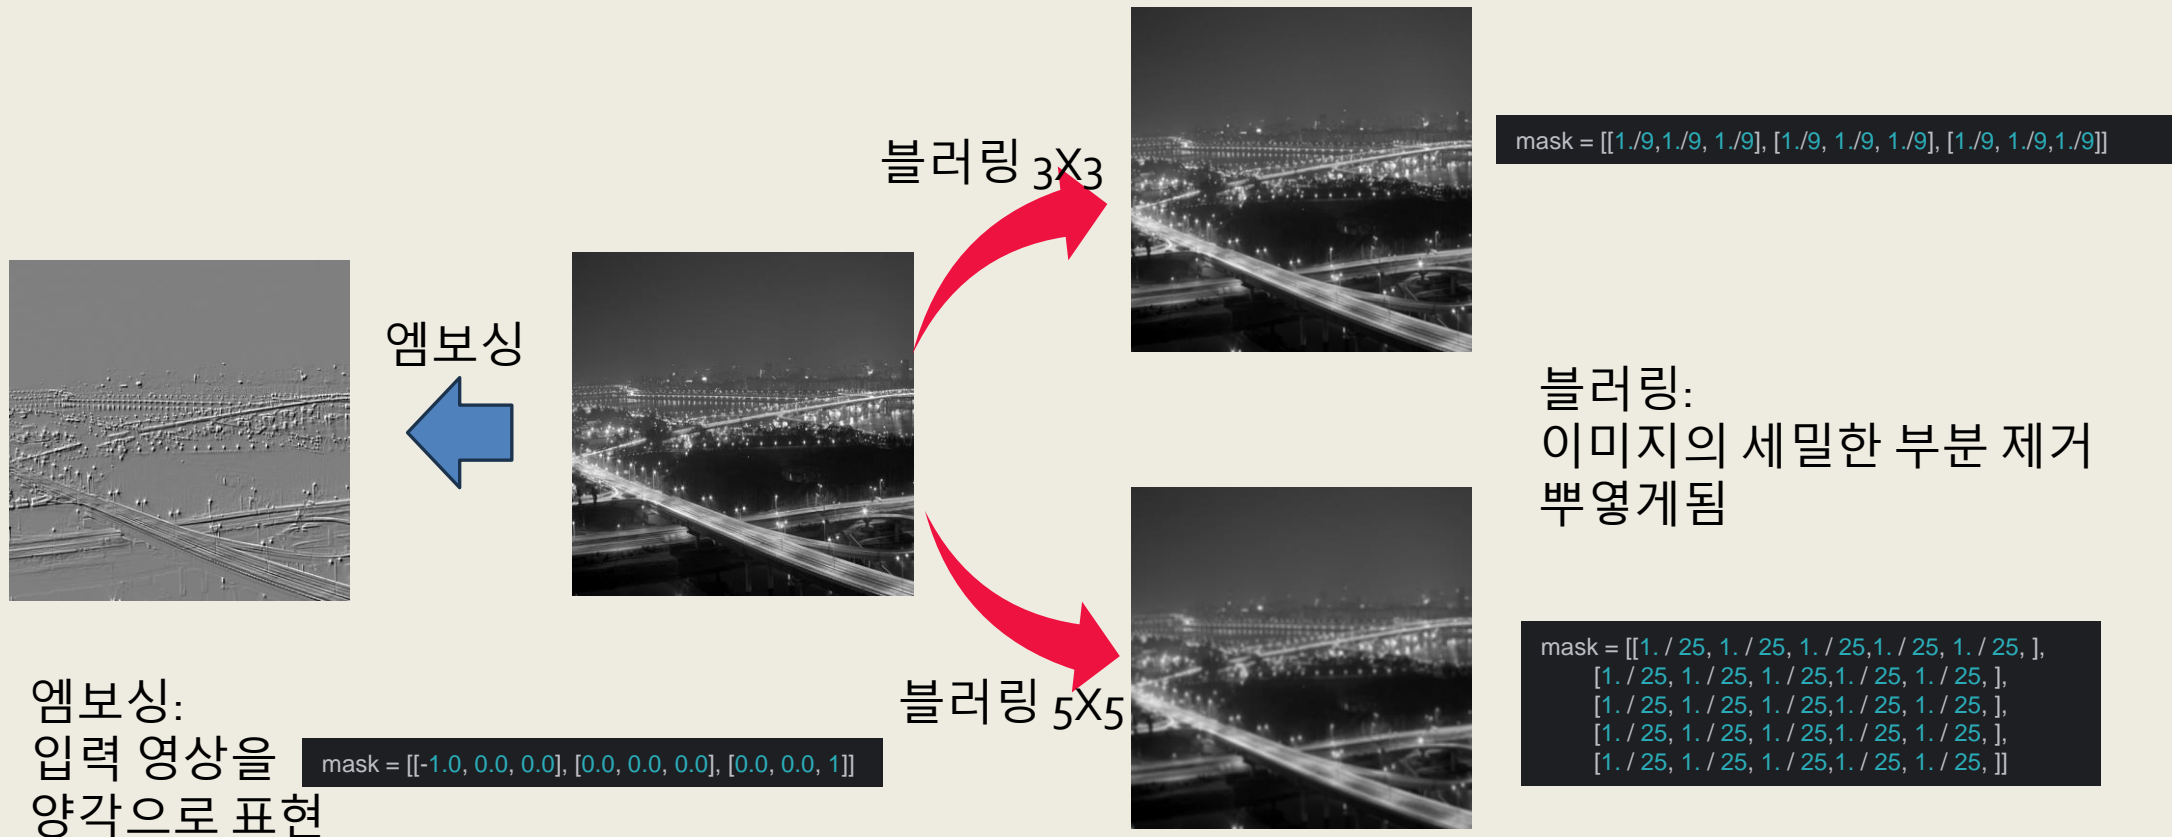 블러링 3X3
mask = [[1./9,1./9, 1./9], [1./9, 1./9, 1./9], [1./9, 1./9,1./9]]
엠보싱
블러링:
이미지의 세밀한 부분 제거
뿌옇게됨
블러링 5X5
mask = [[1. / 25, 1. / 25, 1. / 25,1. / 25, 1. / 25, ],
[1. / 25, 1. / 25, 1. / 25,1. / 25, 1. / 25, ],
[1. / 25, 1. / 25, 1. / 25,1. / 25, 1. / 25, ],
[1. / 25, 1. / 25, 1. / 25,1. / 25, 1. / 25, ],
[1. / 25, 1. / 25, 1. / 25,1. / 25, 1. / 25, ]]
엠보싱:
입력 영상을
양각으로 표현
mask = [[-1.0, 0.0, 0.0], [0.0, 0.0, 0.0], [0.0, 0.0, 1]]